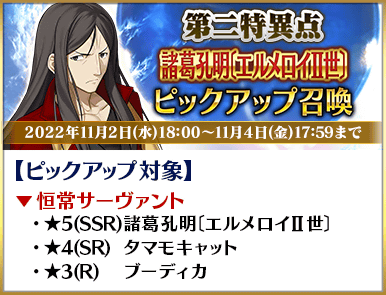 第二特異点
諸葛孔明〔エルメロイⅡ世〕
ピックアップ召喚
2022年11月2日(水)18:00～11月4日(金)17:59まで
【ピックアップ対象】
▼恒常サーヴァント
・★5(SSR)諸葛孔明〔エルメロイⅡ世〕
・★4(SR) タマモキャット
・★3(R) ブーディカ